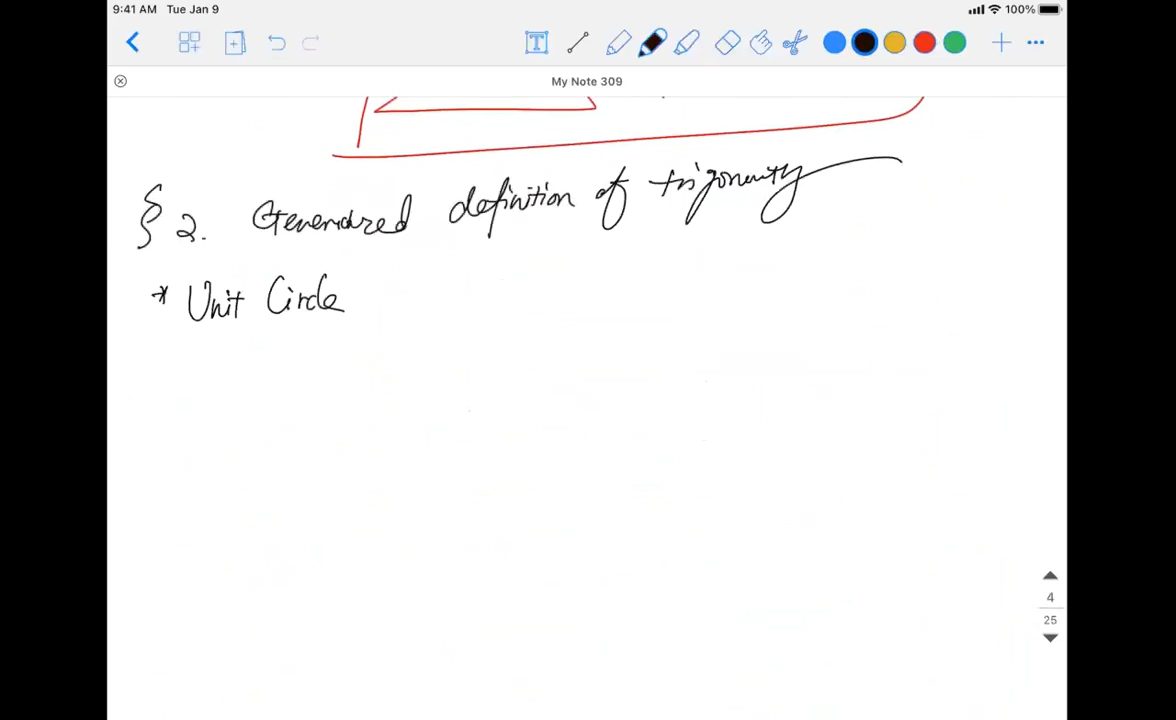 9:41 AM Tue Jan 9 100%
My Note 309
§ 2. Generalized definition of trigonometry
* Unit Circle
4
25